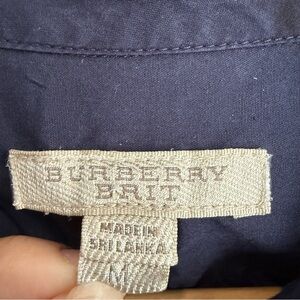 BURBERRY
BRIT
MADE IN
SRI LANKA
M